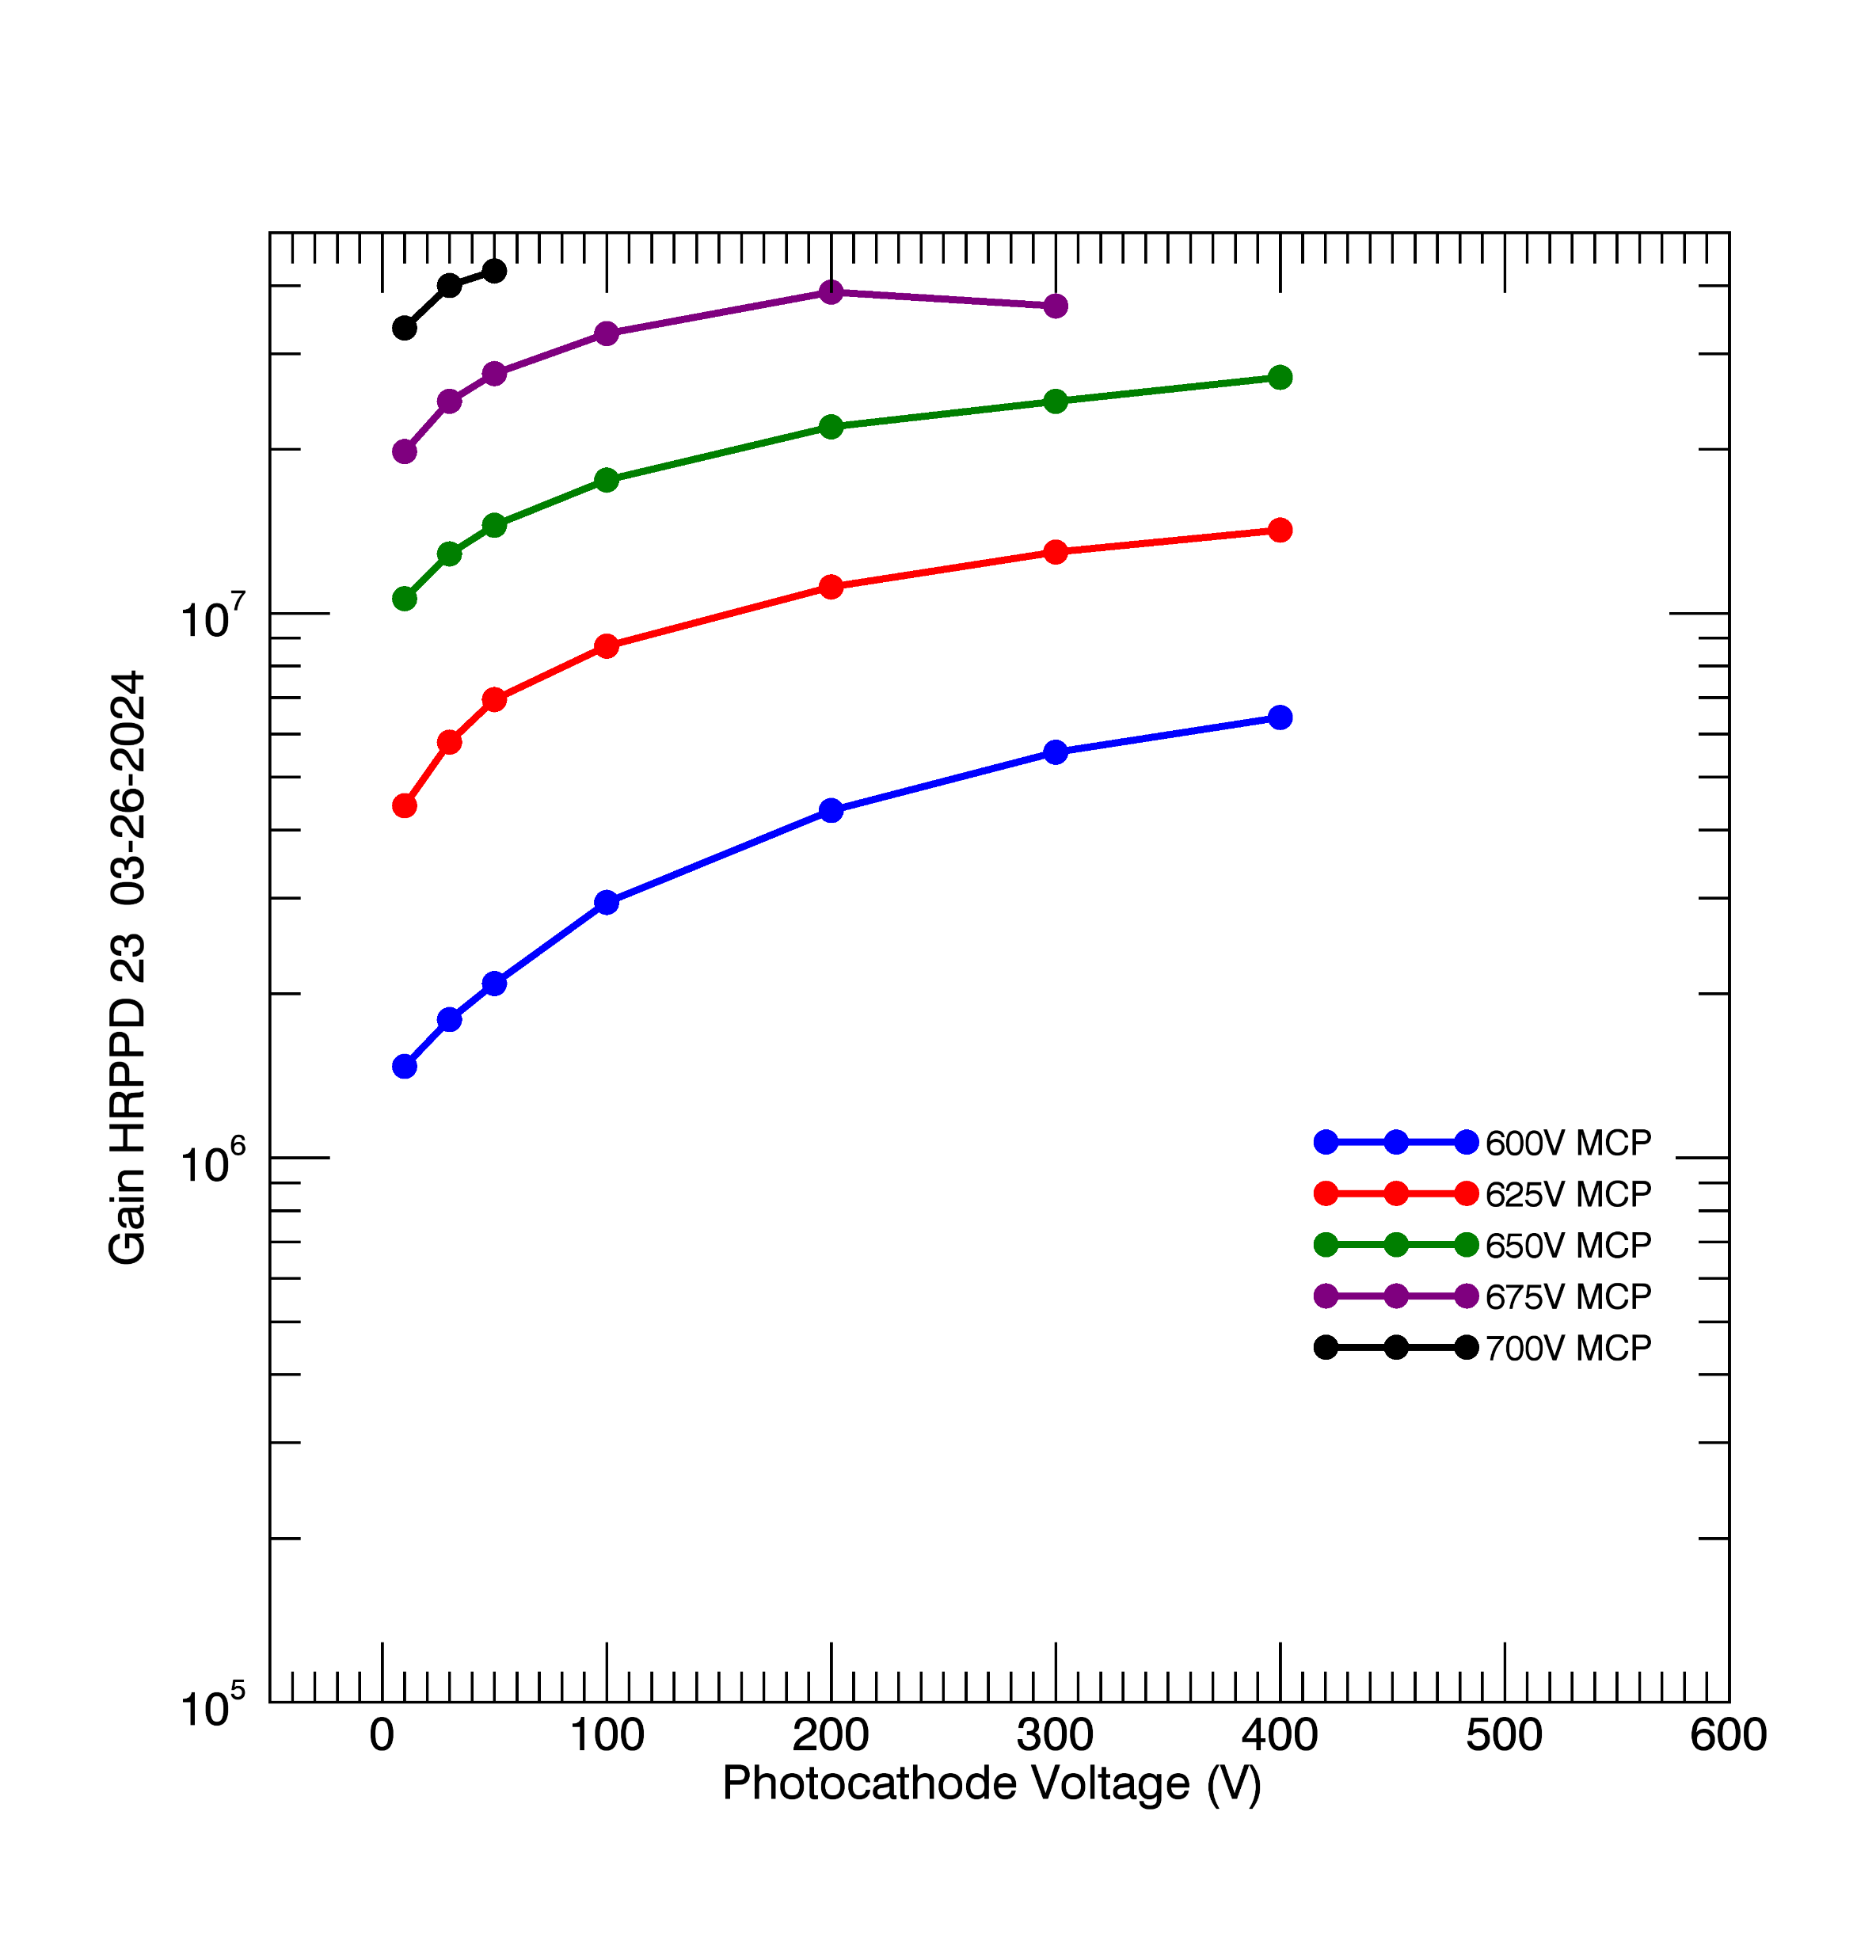 Gain HRPPD 23  03-26-2024
10^7
10^6
10^5
600V MCP
625V MCP
650V MCP
675V MCP
700V MCP
0 100 200 300 400 500 600
Photocathode Voltage (V)